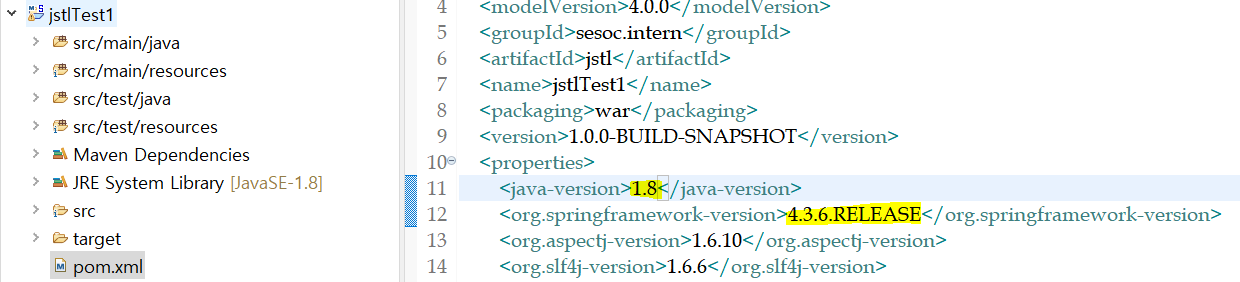 jstlTest1
src/main/java
src/main/resources
src/test/java
src/test/resources
Maven Dependencies
JRE System Library [JavaSE-1.8]
src
target
pom.xml
4 <modelVersion>4.0.0</modelVersion>
5 <groupId>sesoc.intern</groupId>
6 <artifactId>jstl</artifactId>
7 <name>jstlTest1</name>
8 <packaging>war</packaging>
9 <version>1.0.0-BUILD-SNAPSHOT</version>
10 <properties>
11 <java-version>1.8</java-version>
12 <org.springframework-version>4.3.6.RELEASE</org.springframework-version>
13 <org.aspectj-version>1.6.10</org.aspectj-version>
14 <org.slf4j-version>1.6.6</org.slf4j-version>